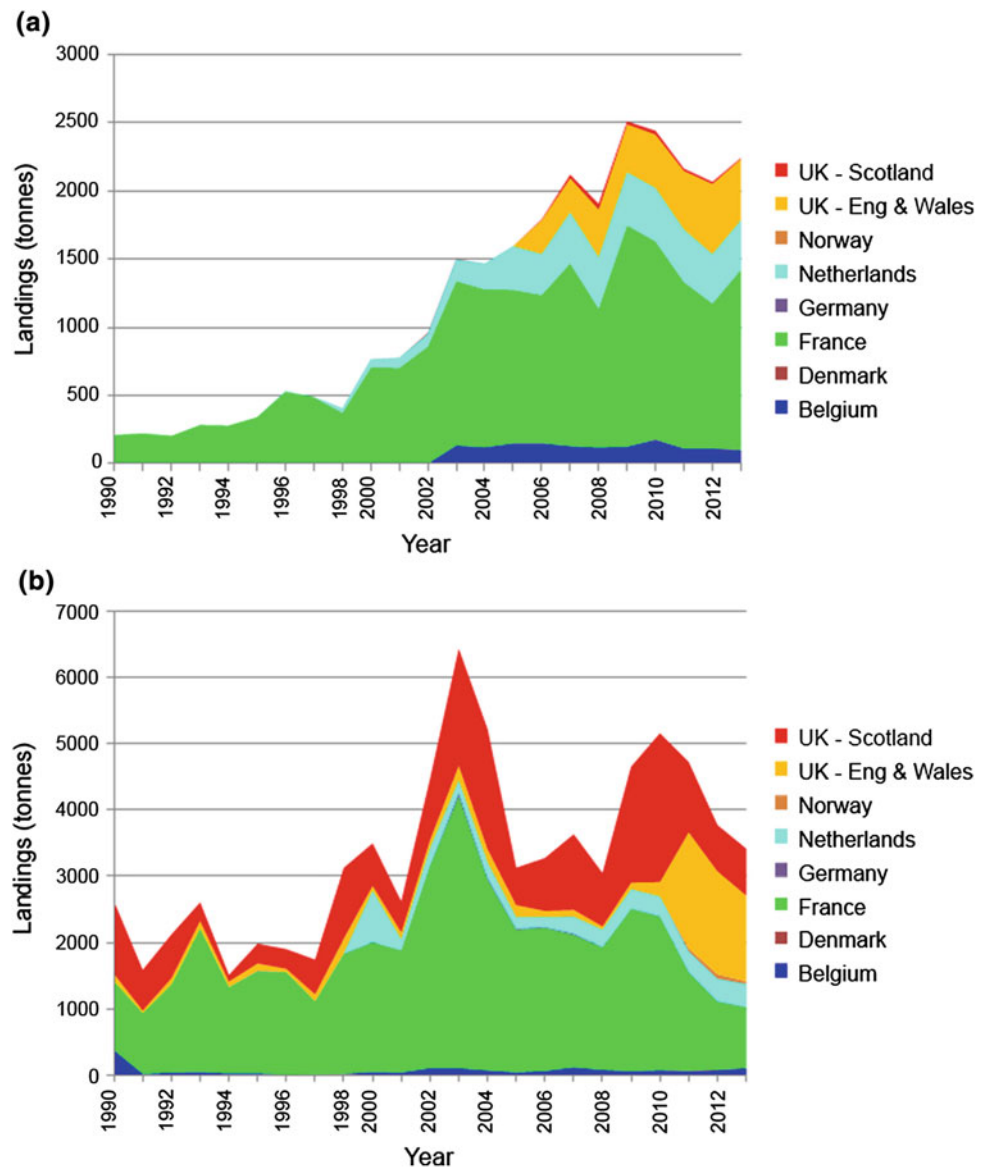 (a)
3000
2500
2000
1500
1000
500
0
Landings (tonnes)
1990
1992
1994
1996
1998
2000
2002
2004
2006
2008
2010
2012
Year
UK - Scotland
UK - Eng & Wales
Norway
Netherlands
Germany
France
Denmark
Belgium
(b)
7000
6000
5000
4000
3000
2000
1000
0
Landings (tonnes)
1990
1992
1994
1996
1998
2000
2002
2004
2006
2008
2010
2012
Year
UK - Scotland
UK - Eng & Wales
Norway
Netherlands
Germany
France
Denmark
Belgium